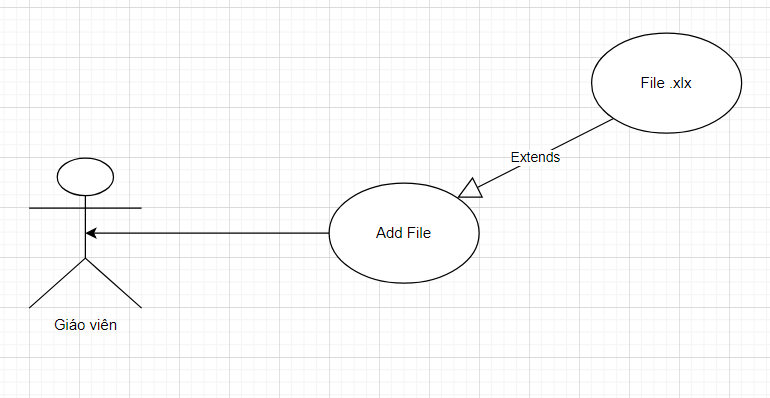 File .xlx
Extends
Add File
Giáo viên